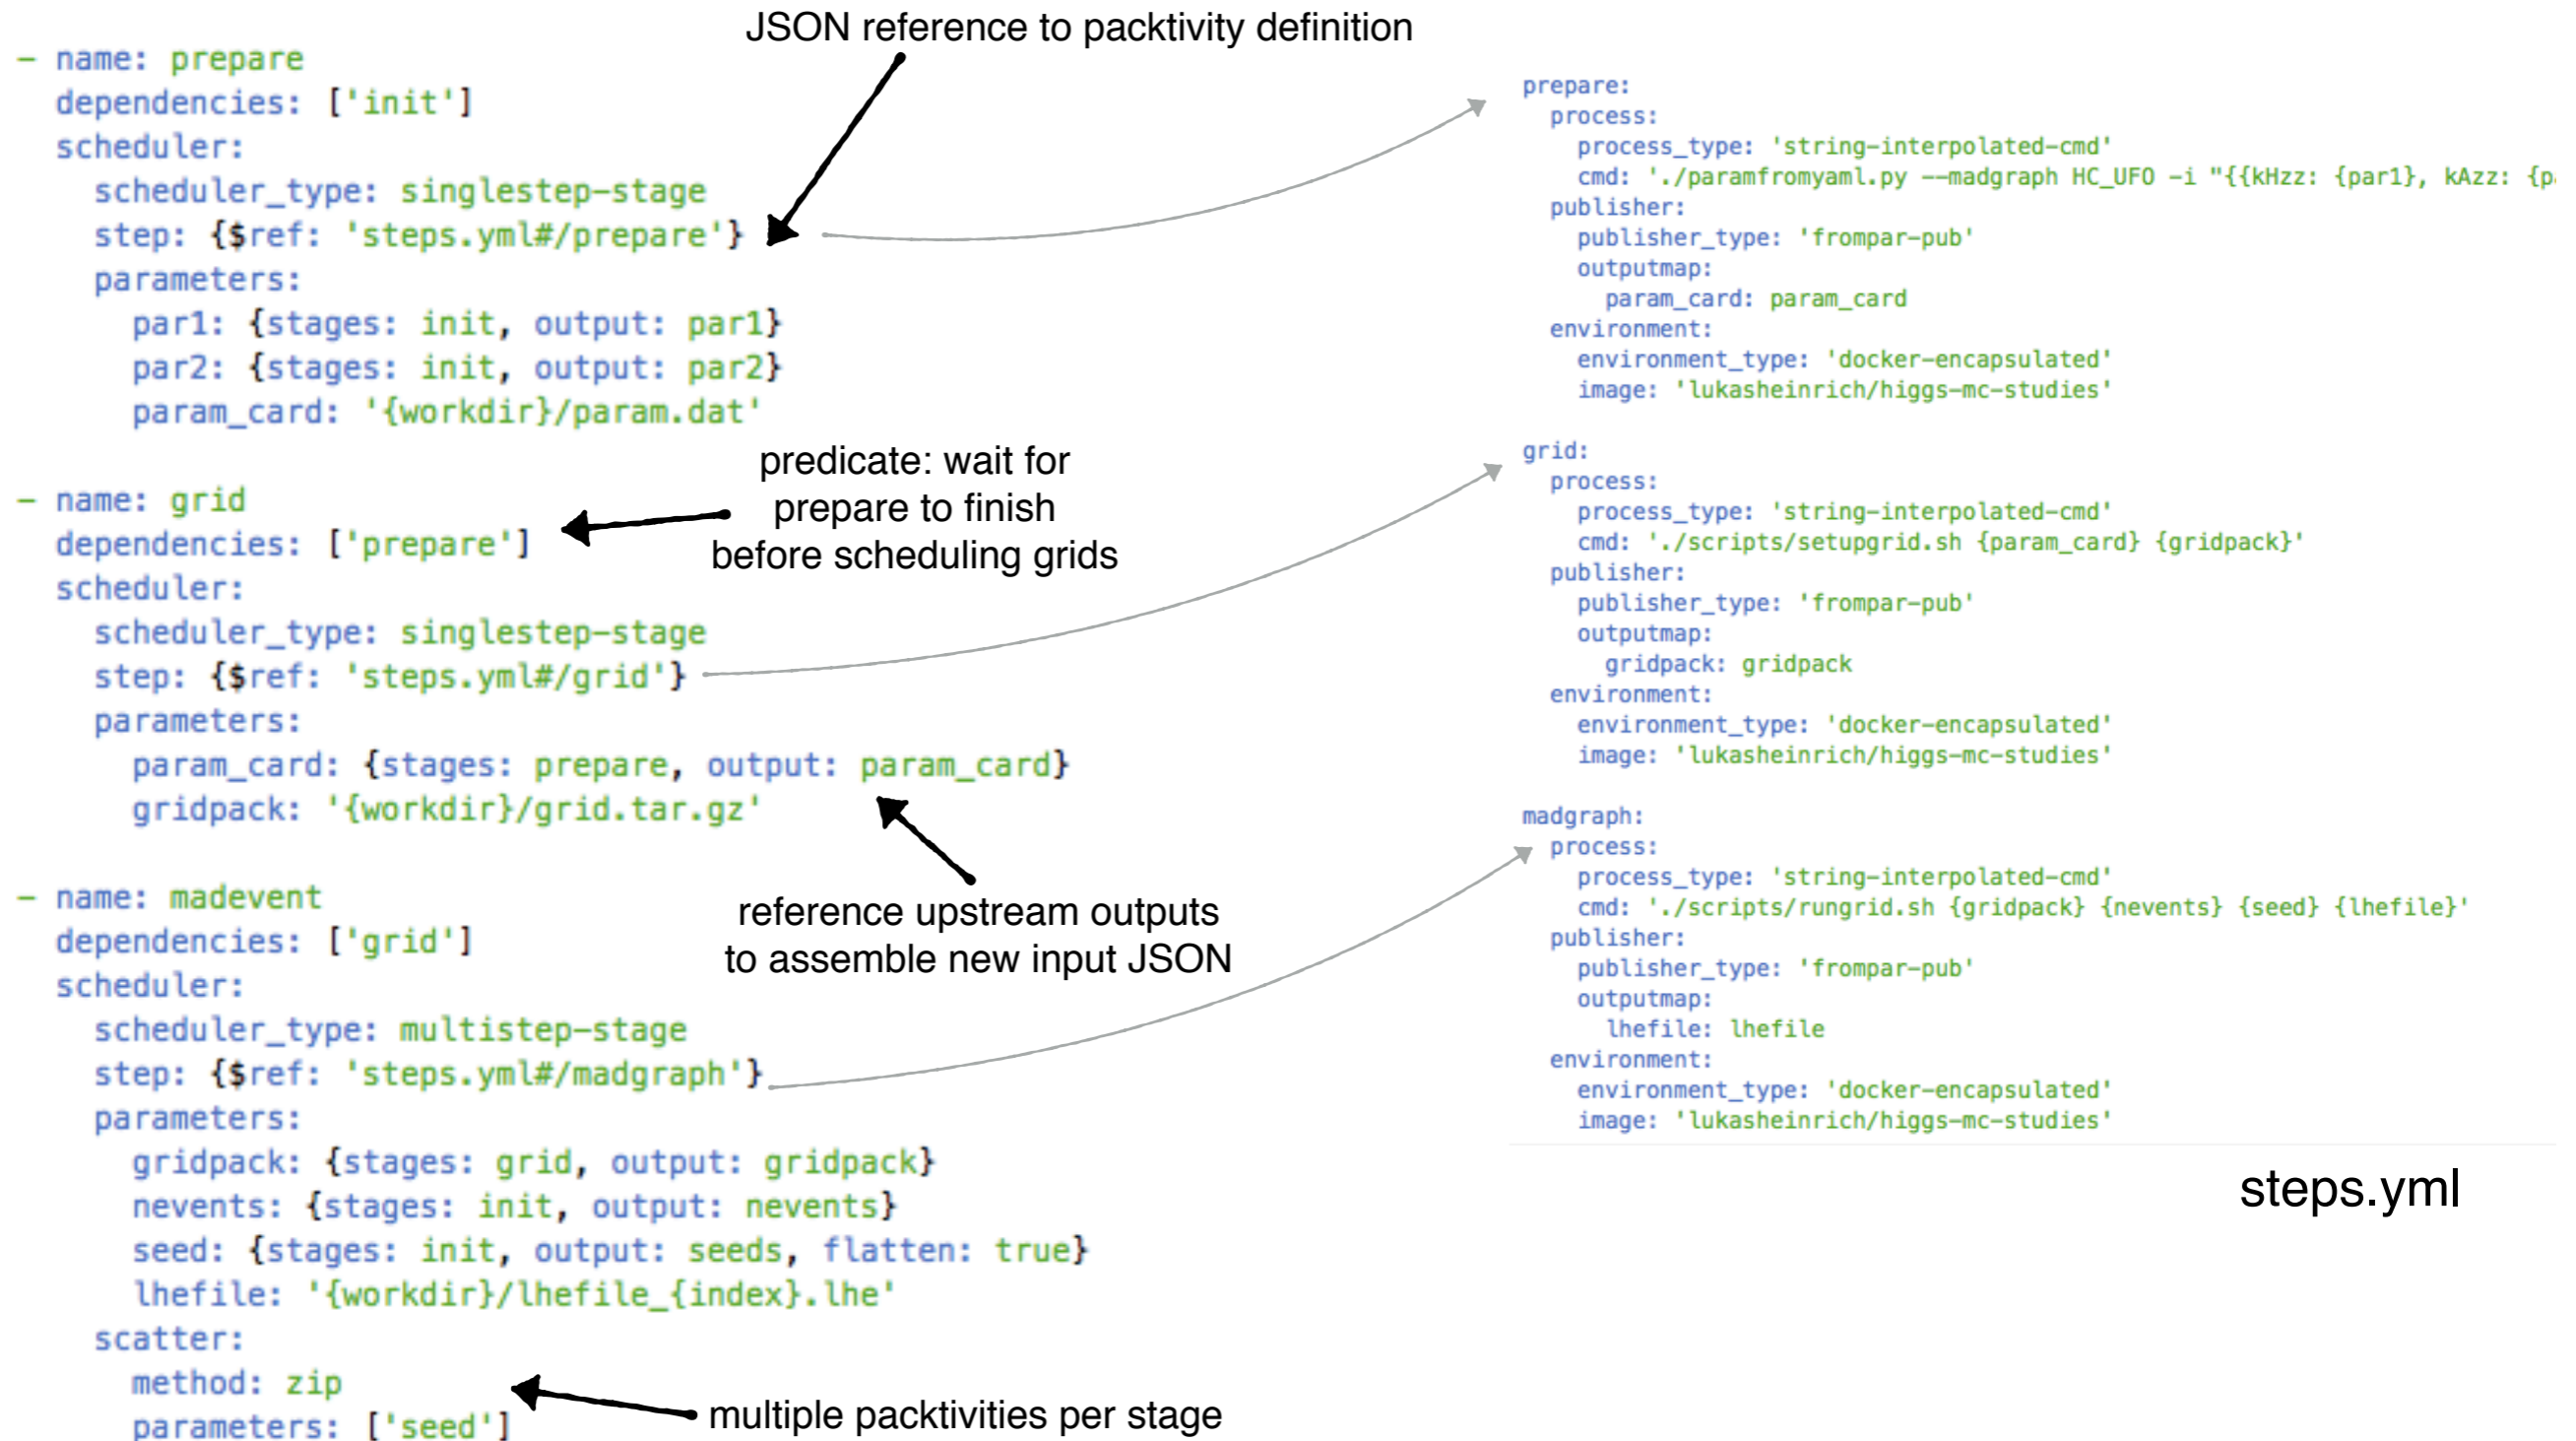 JSON reference to packtivity definition
- name: prepare
  dependencies: ['init']
  scheduler:
    scheduler_type: singlestep-stage
    step: {$ref: 'steps.yml#/prepare'}
    parameters:
      par1: {stages: init, output: par1}
      par2: {stages: init, output: par2}
      param_card: '{workdir}/param.dat'
predicate: wait for
prepare to finish
before scheduling grids
- name: grid
  dependencies: ['prepare']
  scheduler:
    scheduler_type: singlestep-stage
    step: {$ref: 'steps.yml#/grid'}
    parameters:
      param_card: {stages: prepare, output: param_card}
      gridpack: '{workdir}/grid.tar.gz'
reference upstream outputs
to assemble new input JSON
- name: madevent
  dependencies: ['grid']
  scheduler:
    scheduler_type: multistep-stage
    step: {$ref: 'steps.yml#/madgraph'}
    parameters:
      gridpack: {stages: grid, output: gridpack}
      nevents: {stages: init, output: nevents}
      seed: {stages: init, output: seeds, flatten: true}
      lhefile: '{workdir}/lhefile_{index}.lhe'
    scatter:
      method: zip
      parameters: ['seed']
multiple packtivities per stage
prepare:
  process:
    process_type: 'string-interpolated-cmd'
    cmd: './paramfromyaml.py --madgraph HC_UFO -i "{{kHzz: {par1}, kAzz:
  publisher:
    publisher_type: 'frompar-pub'
    outputmap:
      param_card: param_card
  environment:
    environment_type: 'docker-encapsulated'
    image: 'lukasheinrich/higgs-mc-studies'
grid:
  process:
    process_type: 'string-interpolated-cmd'
    cmd: './scripts/setupgrid.sh {param_card} {gridpack}'
  publisher:
    publisher_type: 'frompar-pub'
    outputmap:
      gridpack: gridpack
  environment:
    environment_type: 'docker-encapsulated'
    image: 'lukasheinrich/higgs-mc-studies'
madgraph:
  process:
    process_type: 'string-interpolated-cmd'
    cmd: './scripts/rungrid.sh {gridpack} {nevents} {seed} {lhefile}'
  publisher:
    publisher_type: 'frompar-pub'
    outputmap:
      lhefile: lhefile
  environment:
    environment_type: 'docker-encapsulated'
    image: 'lukasheinrich/higgs-mc-studies'
steps.yml